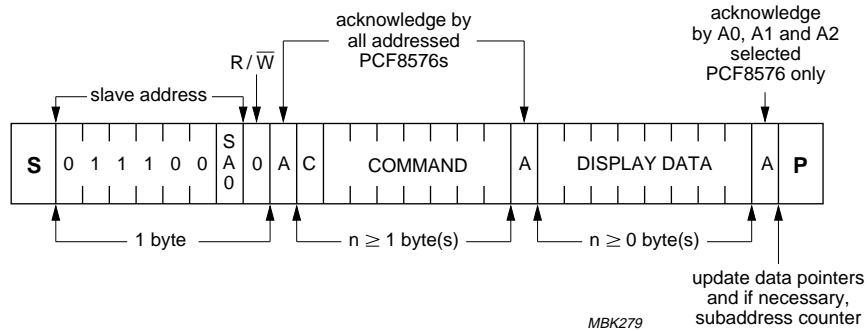 acknowledge by
all addressed
PCF8576s
acknowledge
by A0, A1 and A2
selected
PCF8576 only
R / W
slave address
S 0 1 1 1 0 0 S A 0 0 A C COMMAND A DISPLAY DATA A P
1 byte
n ≥ 1 byte(s)
n ≥ 0 byte(s)
update data pointers
and if necessary,
subaddress counter
MBK279